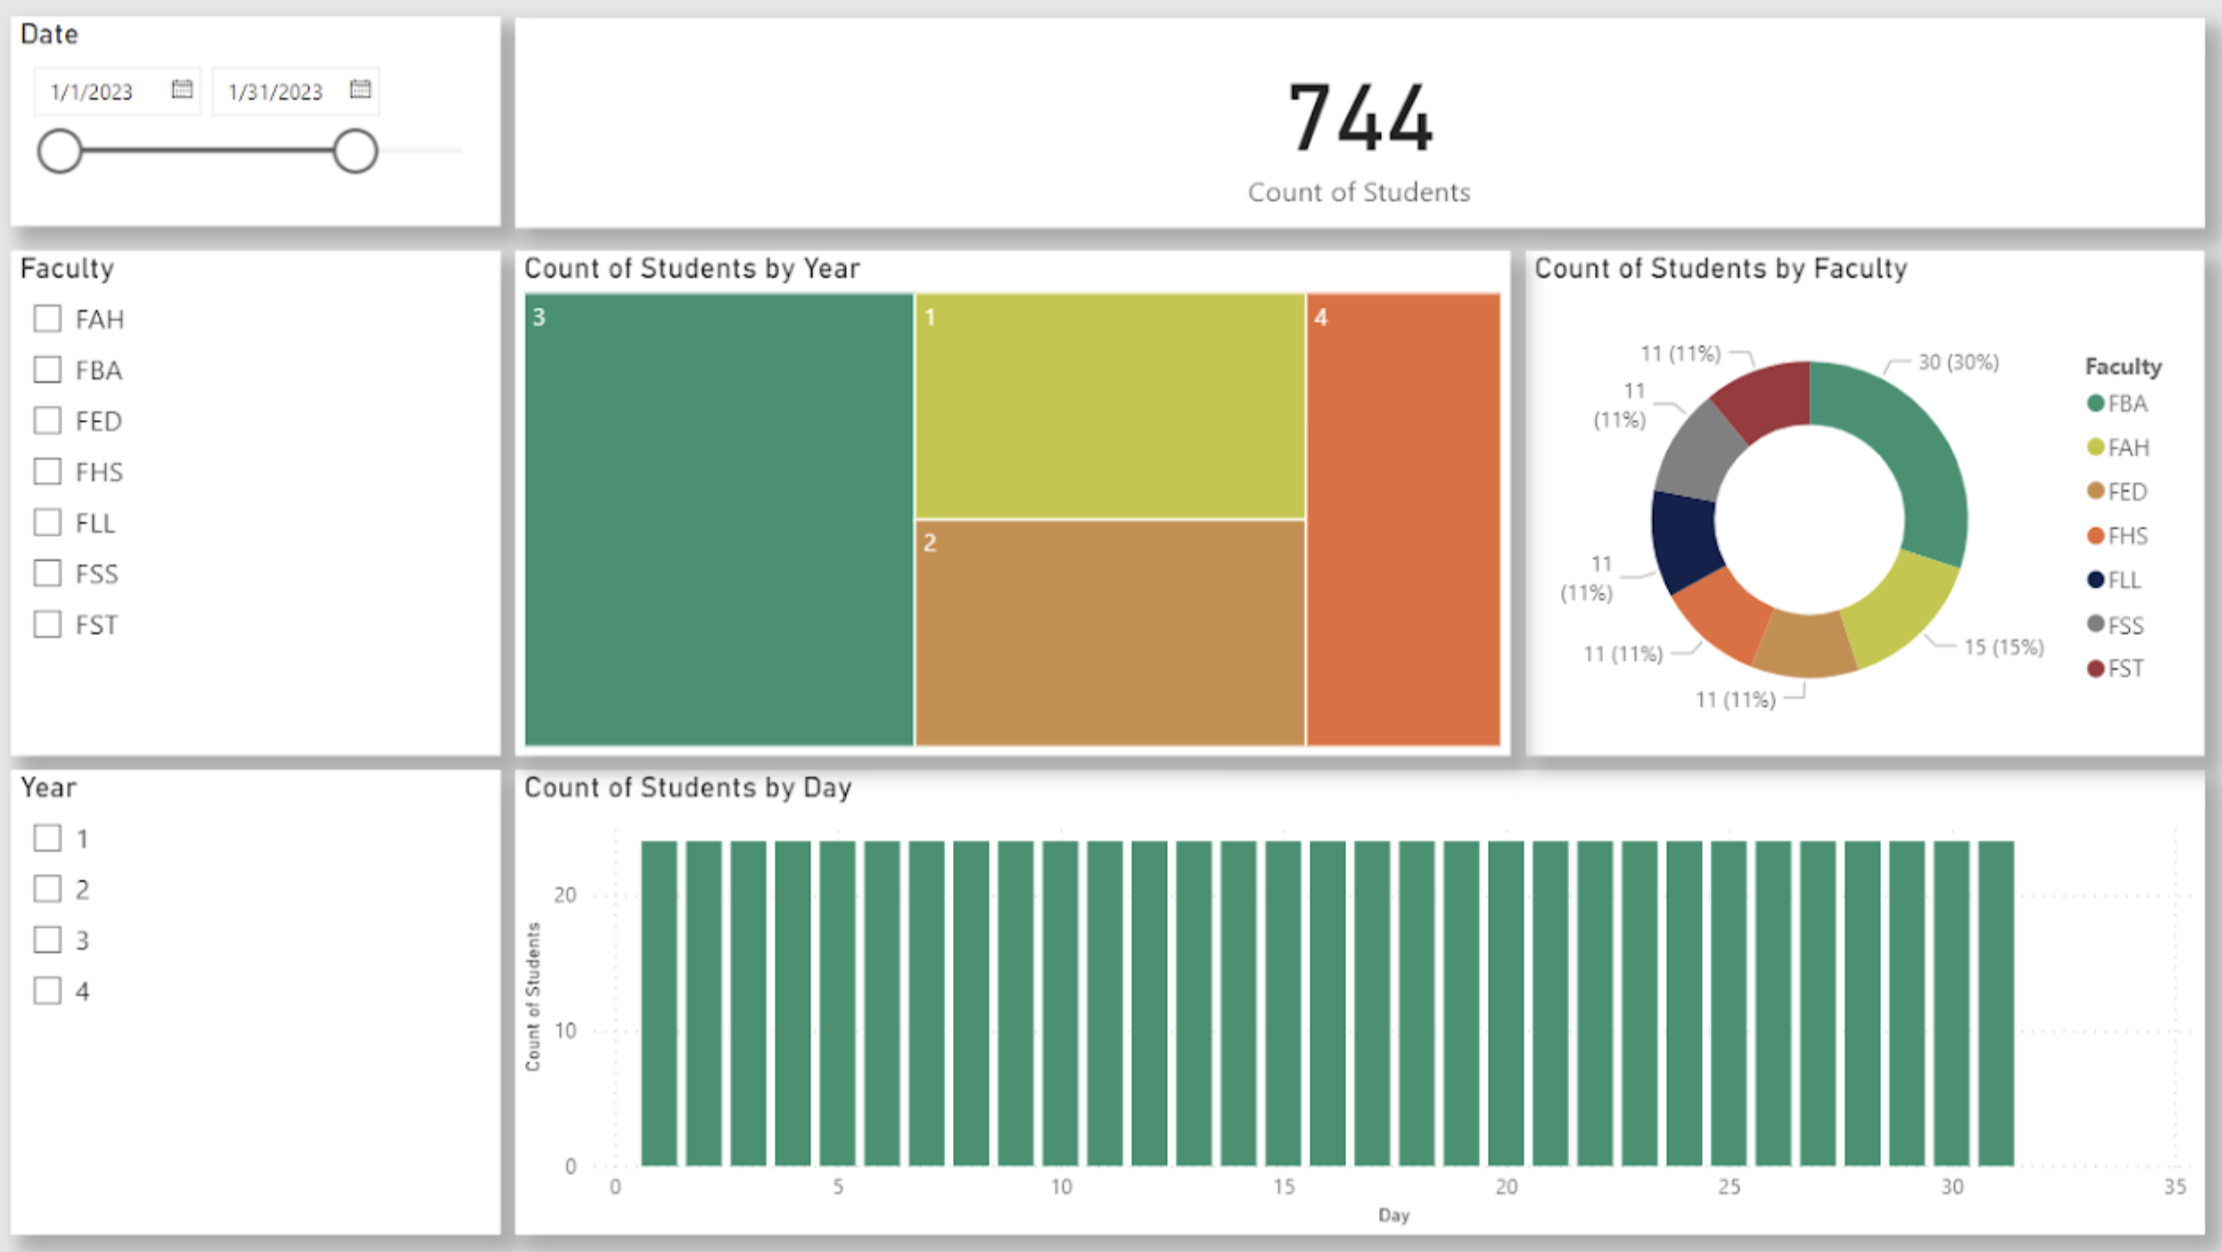 Date
1/1/2023
1/31/2023
744
Count of Students
Faculty
FAH
FBA
FED
FHS
FLL
FSS
FST
Count of Students by Year
3
1
4
2
Count of Students by Faculty
11 (11%)
30 (30%)
11
(11%)
11
(11%)
11 (11%)
15 (15%)
11 (11%)
Faculty
FBA
FAH
FED
FHS
FLL
FSS
FST
Year
1
2
3
4
Count of Students by Day
Count of Students
20
10
0
0 5 10 15 20 25 30 35
Day